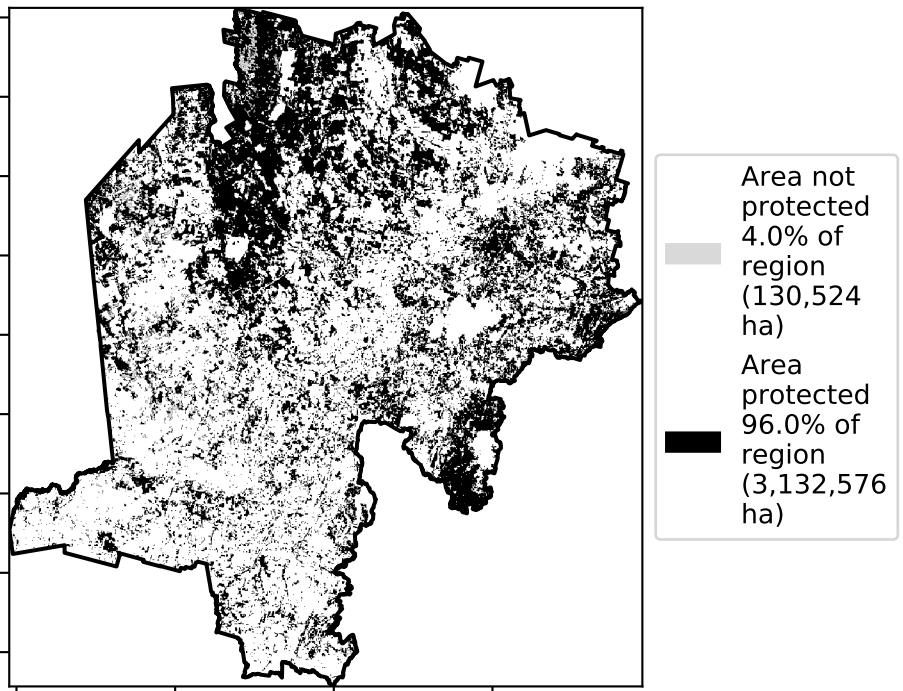 Area not
protected
4.0% of
region
(130,524
ha)
Area
protected
96.0% of
region
(3,132,576
ha)